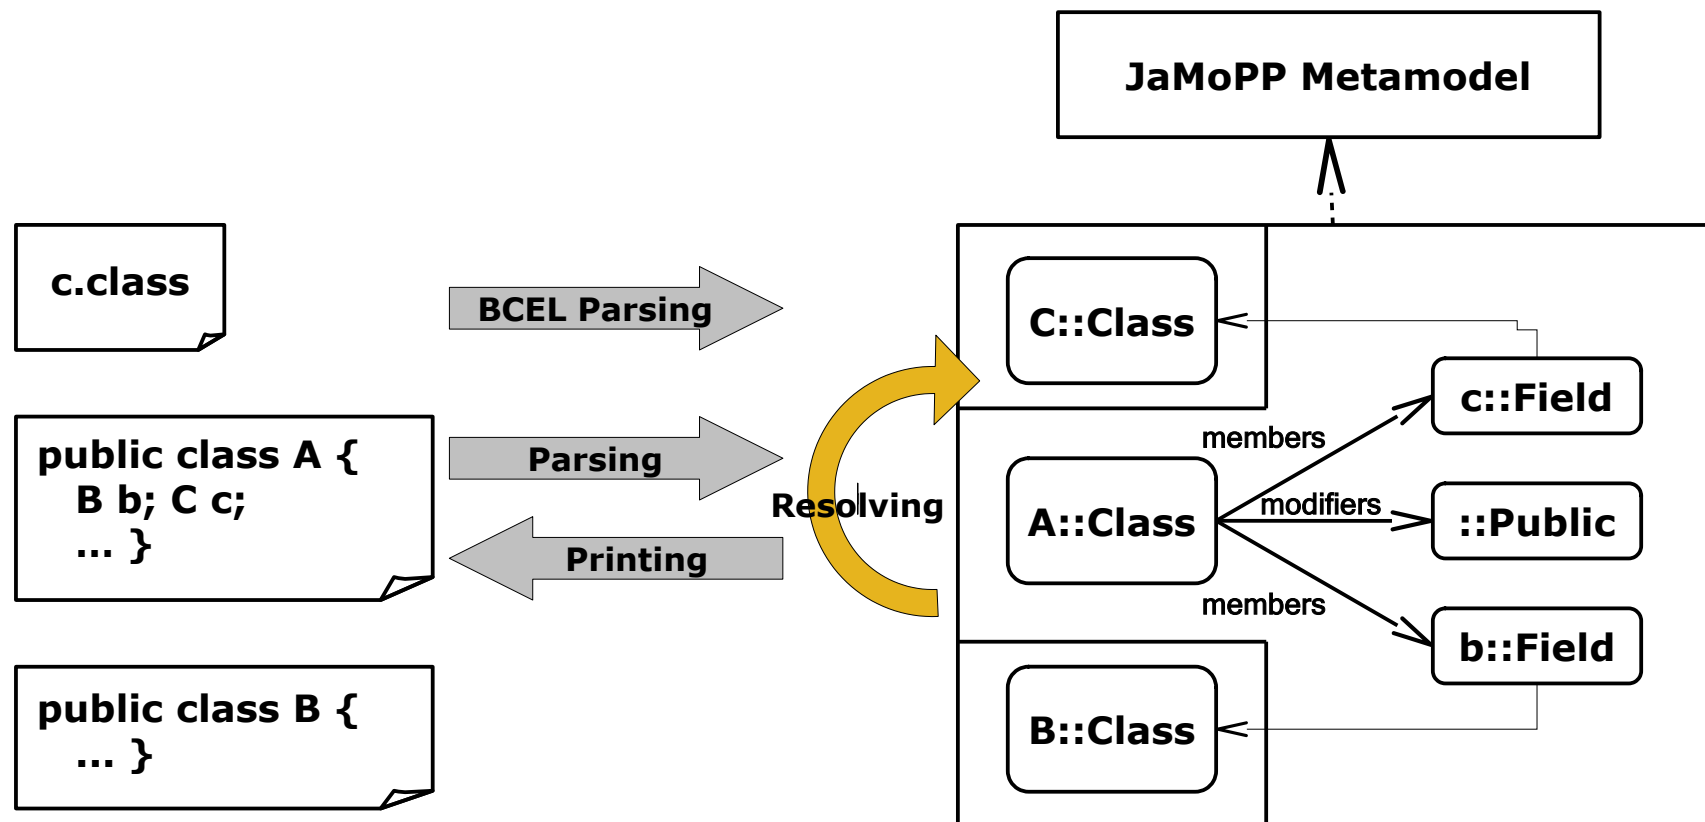 JaMoPP Metamodel
c.class
BCEL Parsing
C::Class
c::Field
public class A {
B b; C c;
... }
Parsing
Resolving
Printing
members
A::Class
modifiers
::Public
members
b::Field
public class B {
... }
B::Class